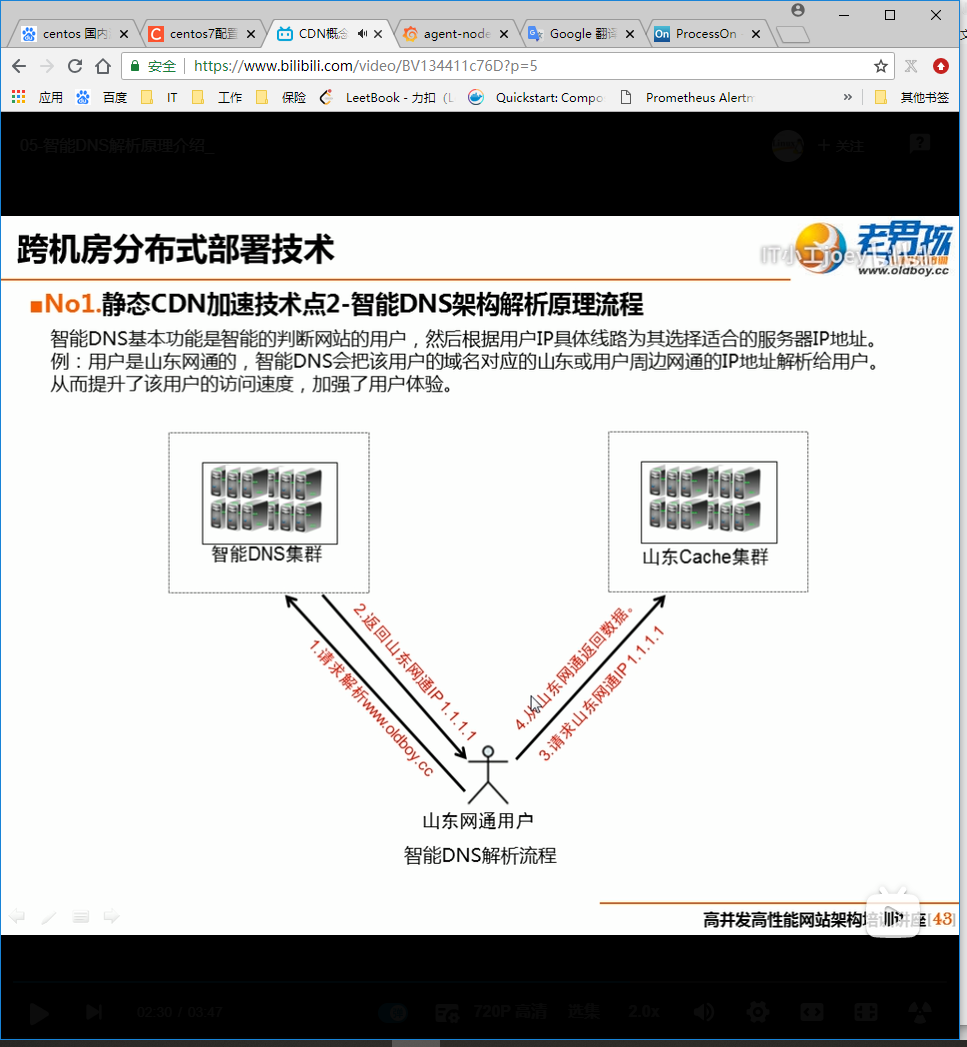 centos 国内
centos7配置
CDN概念
agent-node
Google 翻译
ProcessOn
安全
https://www.bilibili.com/video/BV134411c76D?p=5
应用
百度
IT
工作
保险
LeetBook - 力扣（L
Quickstart: Compo
Prometheus Alertm
»
其他书签
05-智能DNS解析原理介绍_
+ 关注
跨机房分布式部署技术
IT小工joey
bilibili
老男孩
www.oldboy.cc
■No1.静态CDN加速技术点2-智能DNS架构解析原理流程
智能DNS基本功能是智能的判断网站的用户，然后根据用户IP具体线路为其选择适合的服务器IP地址。
例：用户是山东网通的，智能DNS会把该用户的域名对应的山东或用户周边网通的IP地址解析给用户。
从而提升了该用户的访问速度，加强了用户体验。
智能DNS集群
山东Cache集群
1.请求解析www.oldboy.cc
2.返回山东网通IP 1.1.1.1
4.从山东网通返回数据。
3.请求山东网通IP 1.1.1.1
山东网通用户
智能DNS解析流程
高并发高性能网站架构培训讲座[43]
02:30 / 03:47
720P 高清
选集
2.0x